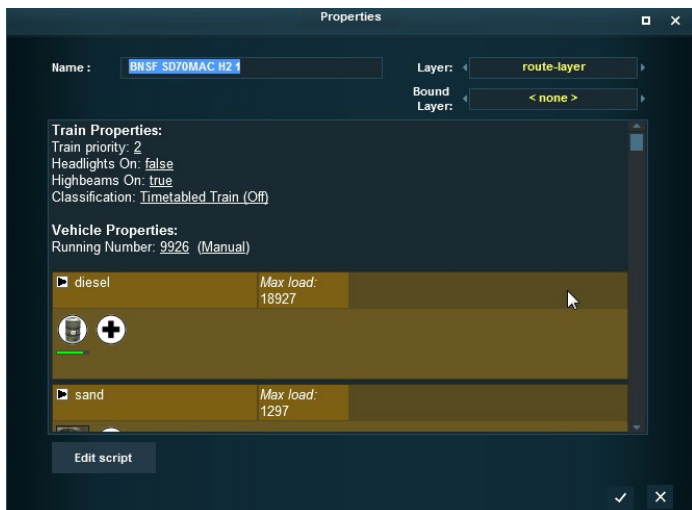 Properties
Name :
BNSF SD70MAC H2 1
Layer:
route-layer
Bound
Layer:
< none >
Train Properties:
Train priority: 2
Headlights On: false
Highbeams On: true
Classification: Timetabled Train (Off)
Vehicle Properties:
Running Number: 9926 (Manual)
diesel
Max load:
18927
sand
Max load:
1297
Edit script